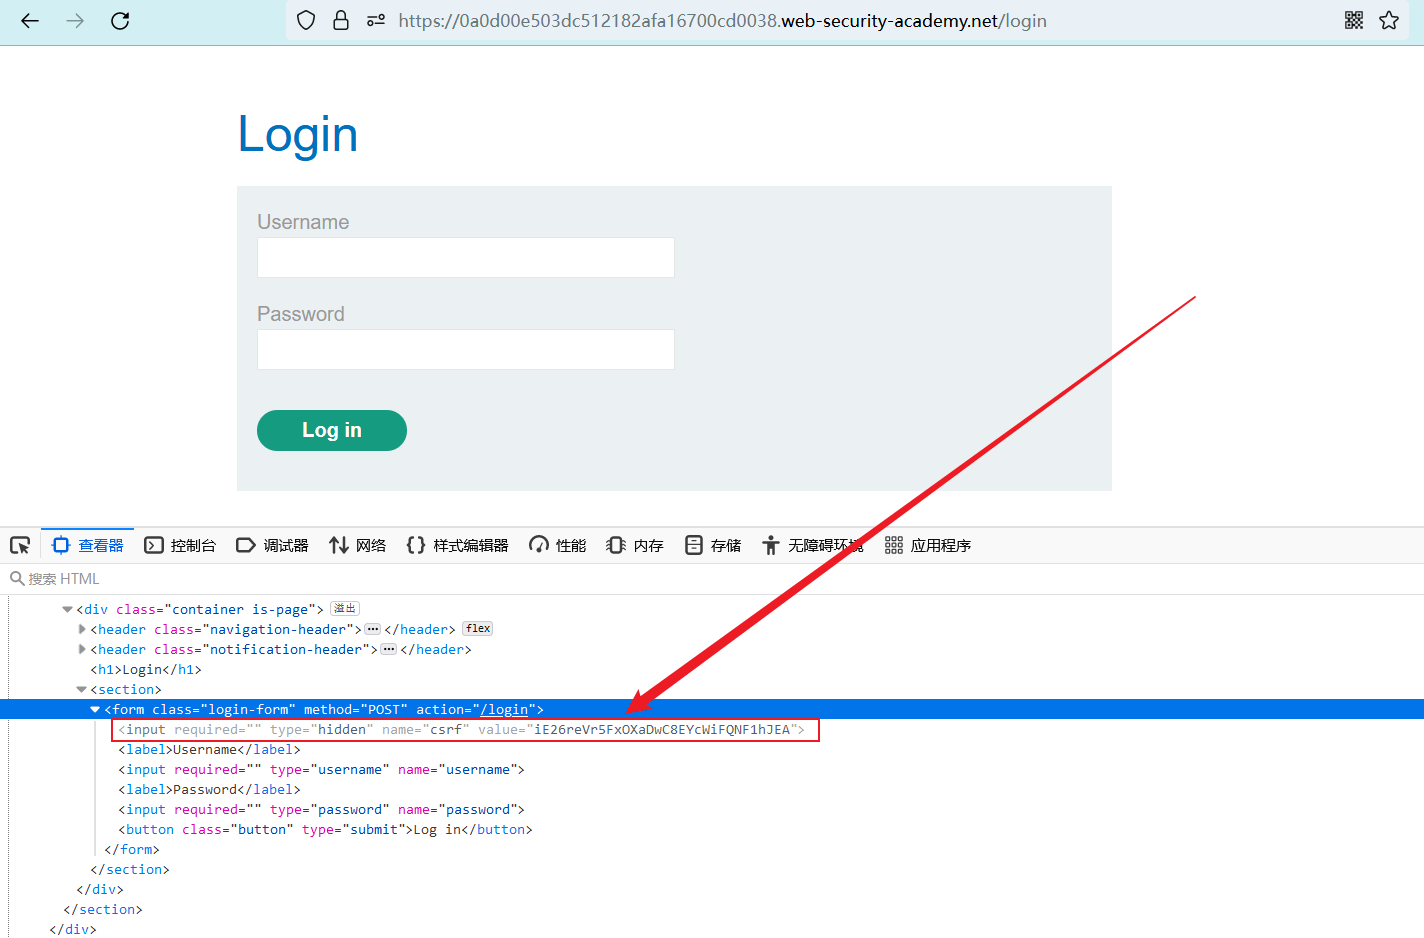 https://0a0d00e503dc512182afa16700cd0038.web-security-academy.net/login
Login
Username
Password
Log in
查看器 控制台 调试器 网络 {} 样式编辑器 性能 内存 存储 无障碍环境 应用程序
搜索 HTML
<div class="container is-page"> 溢出
<header class="navigation-header">…</header> flex
<header class="notification-header">…</header>
<h1>Login</h1>
<section>
<form class="login-form" method="POST" action="/login">
<input required="" type="hidden" name="csrf" value="iE26reVr5FxOXaDwC8EYcWiFQNF1hJEA">
<label>Username</label>
<input required="" type="username" name="username">
<label>Password</label>
<input required="" type="password" name="password">
<button class="button" type="submit">Log in</button>
</form>
</section>
</div>
</section>
</div>